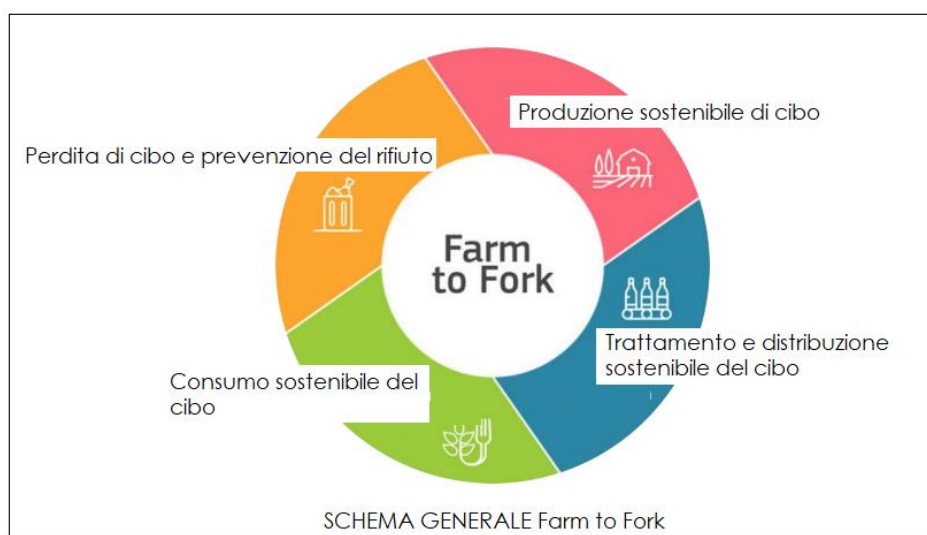 Produzione sostenibile di cibo
Perdita di cibo e prevenzione del rifiuto
Farm
to Fork
Trattamento e distribuzione
sostenibile del cibo
Consumo sostenibile del
cibo
SCHEMA GENERALE Farm to Fork